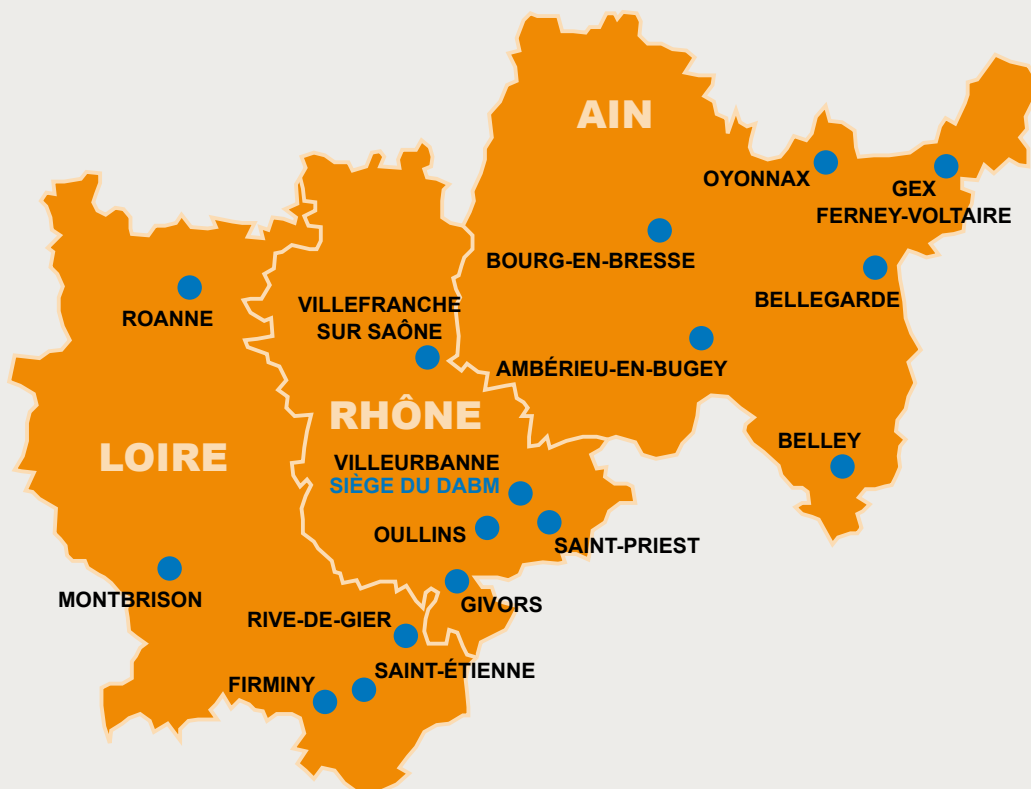 AIN
OYONNAX
GEX
FERNEY-VOLTAIRE
BOURG-EN-BRESSE
BELLEGARDE
ROANNE
VILLEFRANCHE
SUR SAÔNE
AMBÉRIEU-EN-BUGEY
RHÔNE
LOIRE
BELLEY
VILLEURBANNE
SIÈGE DU DABM
OULLINS
SAINT-PRIEST
MONTBRISON
GIVORS
RIVE-DE-GIER
SAINT-ÉTIENNE
FIRMINY